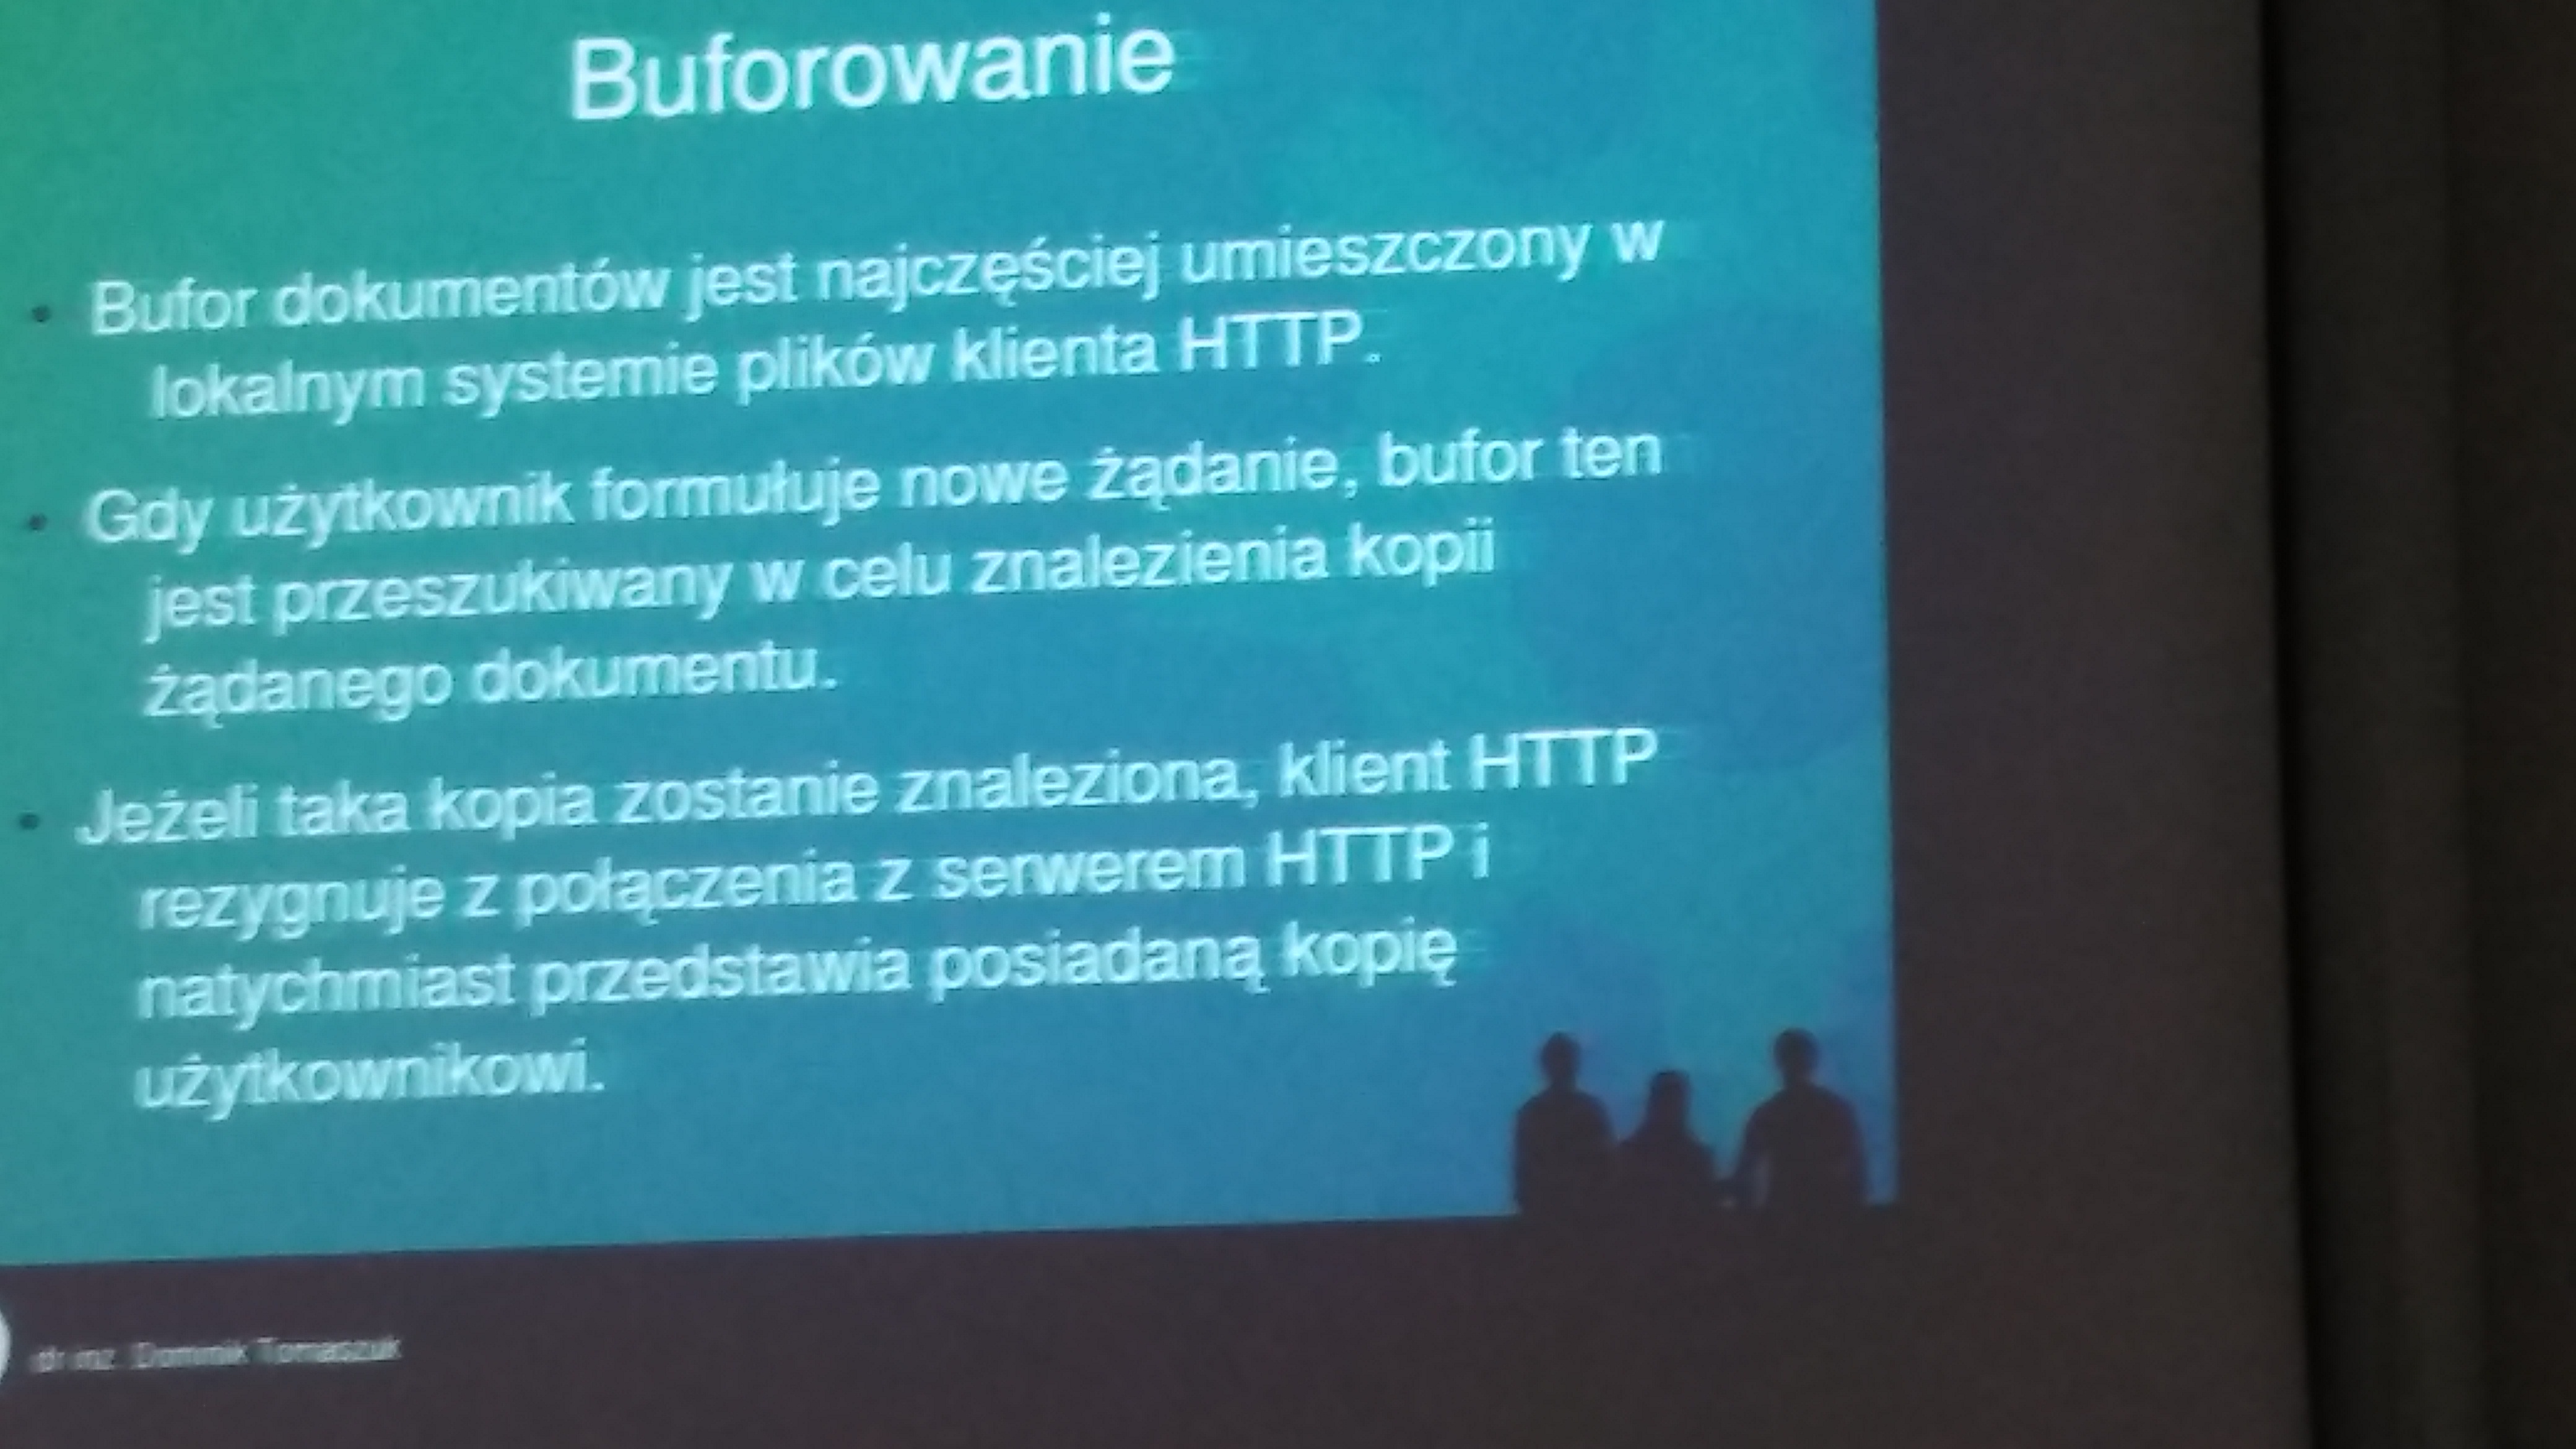 Buforowanie
• Bufor dokumentów jest najczęściej umieszczony w
lokalnym systemie plików klienta HTTP.
• Gdy użytkownik formułuje nowe żądanie, bufor ten
jest przeszukiwany w celu znalezienia kopii
żądanego dokumentu.
• Jeżeli taka kopia zostanie znaleziona, klient HTTP
rezygnuje z połączenia z serwerem HTTP i
natychmiast przedstawia posiadaną kopię
użytkownikowi.
dr inż. Dominik Tomaszuk